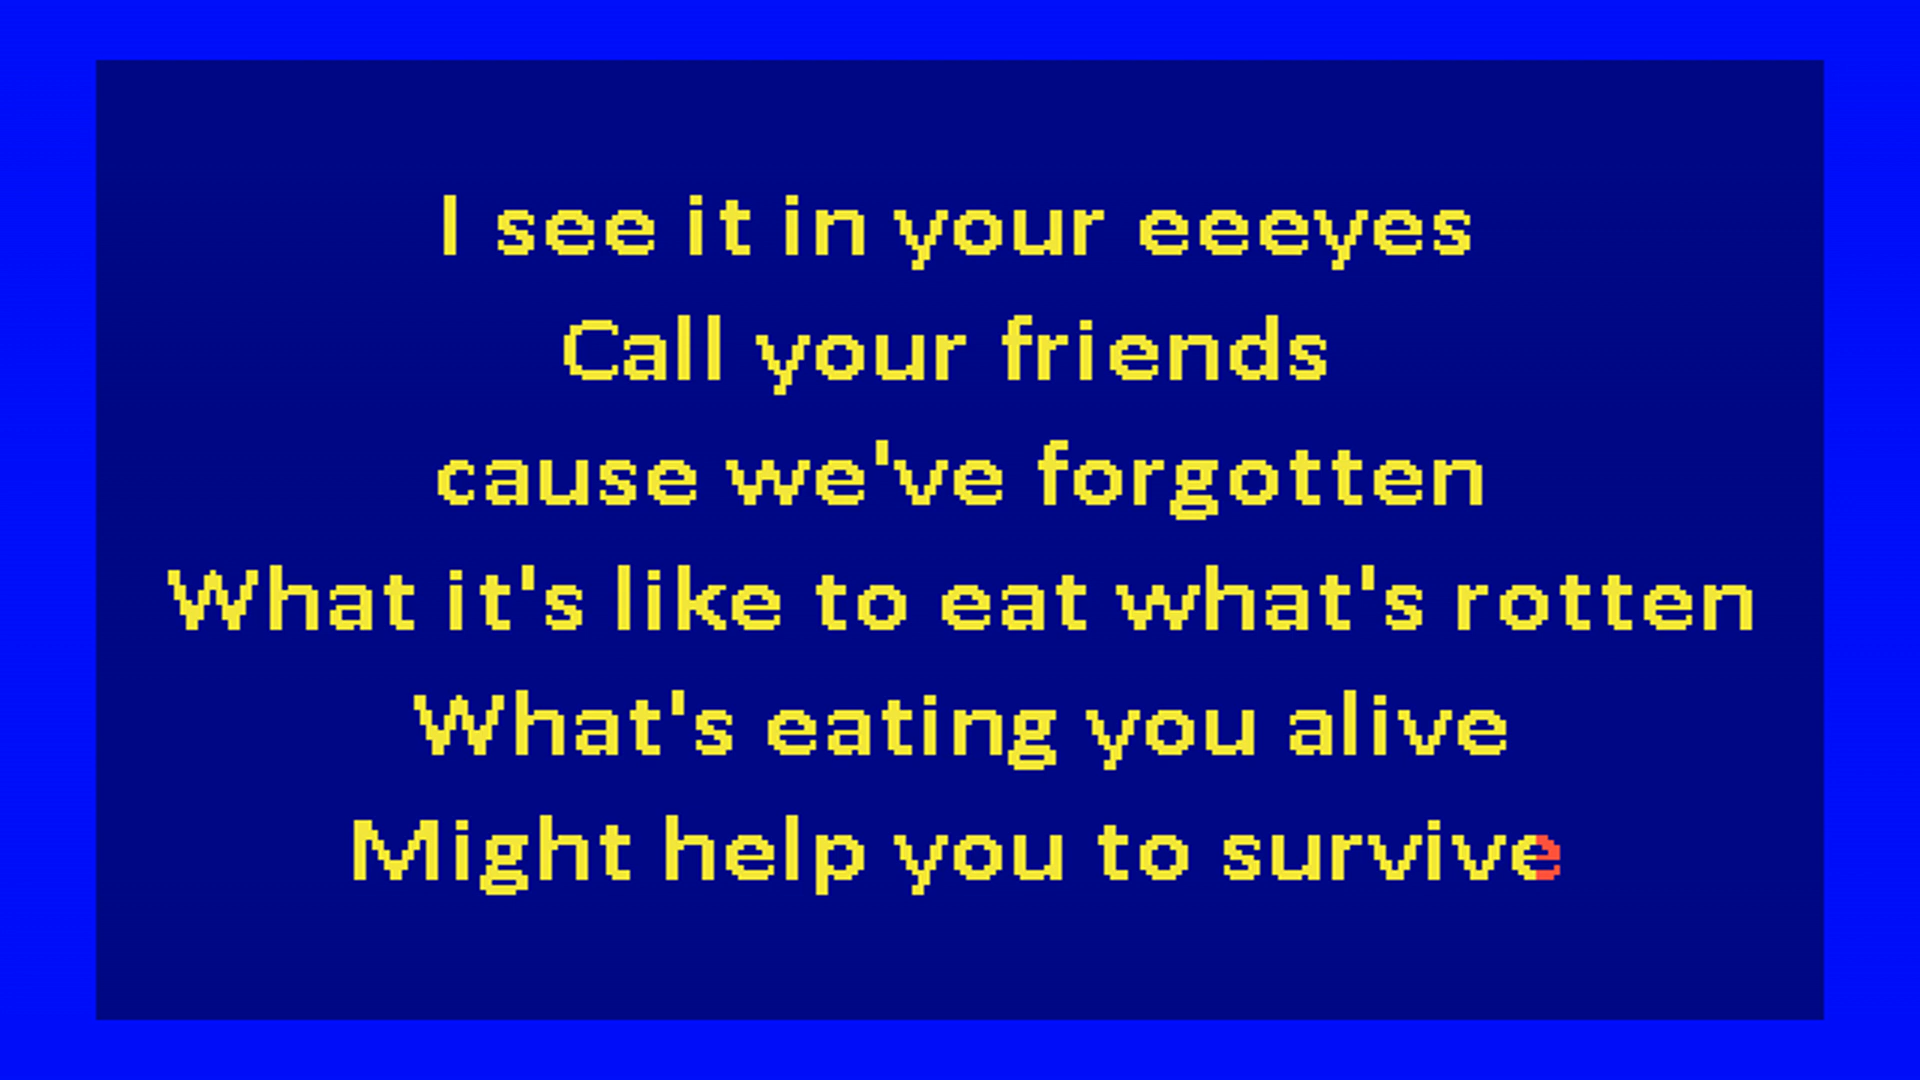 I see it in your eeeyes
Call your friends
cause we've forgotten
What it's like to eat what's rotten
What's eating you alive
Might help you to survive